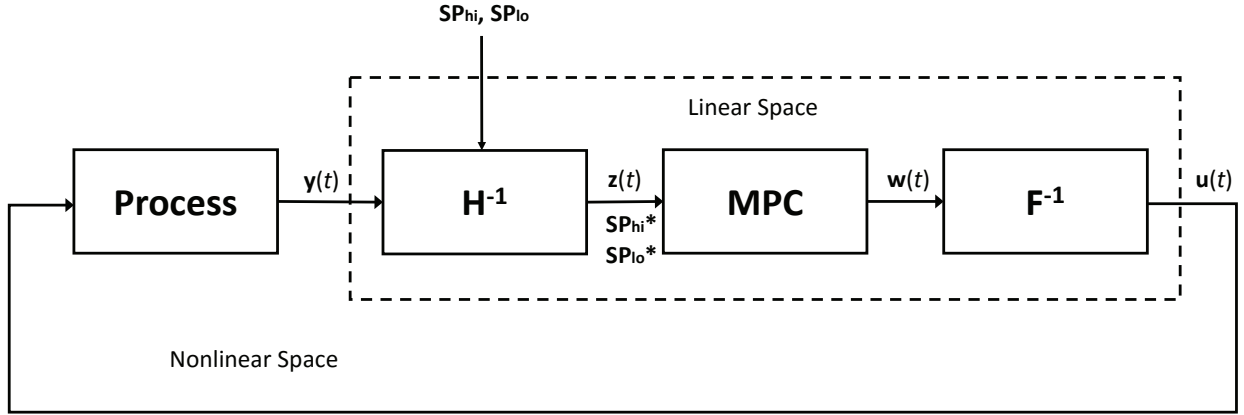 SPhi, SPlo
Linear Space
Process
y(t)
H-1
z(t)
SPhi*
SPlo*
MPC
w(t)
F-1
u(t)
Nonlinear Space